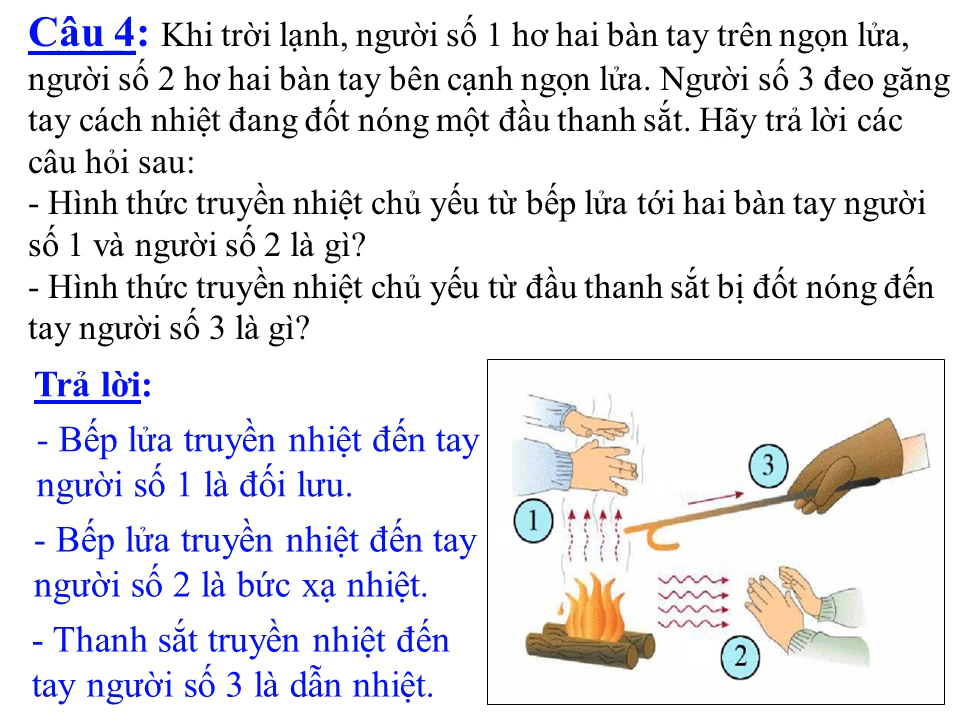 Câu 4: Khi trời lạnh, người số 1 hơ hai bàn tay trên ngọn lửa,
người số 2 hơ hai bàn tay bên cạnh ngọn lửa. Người số 3 đeo găng
tay cách nhiệt đang đốt nóng một đầu thanh sắt. Hãy trả lời các
câu hỏi sau:
- Hình thức truyền nhiệt chủ yếu từ bếp lửa tới hai bàn tay người
số 1 và người số 2 là gì?
- Hình thức truyền nhiệt chủ yếu từ đầu thanh sắt bị đốt nóng đến
tay người số 3 là gì?
Trả lời:
- Bếp lửa truyền nhiệt đến tay
người số 1 là đối lưu.
- Bếp lửa truyền nhiệt đến tay
người số 2 là bức xạ nhiệt.
- Thanh sắt truyền nhiệt đến
tay người số 3 là dẫn nhiệt.
3
1
2